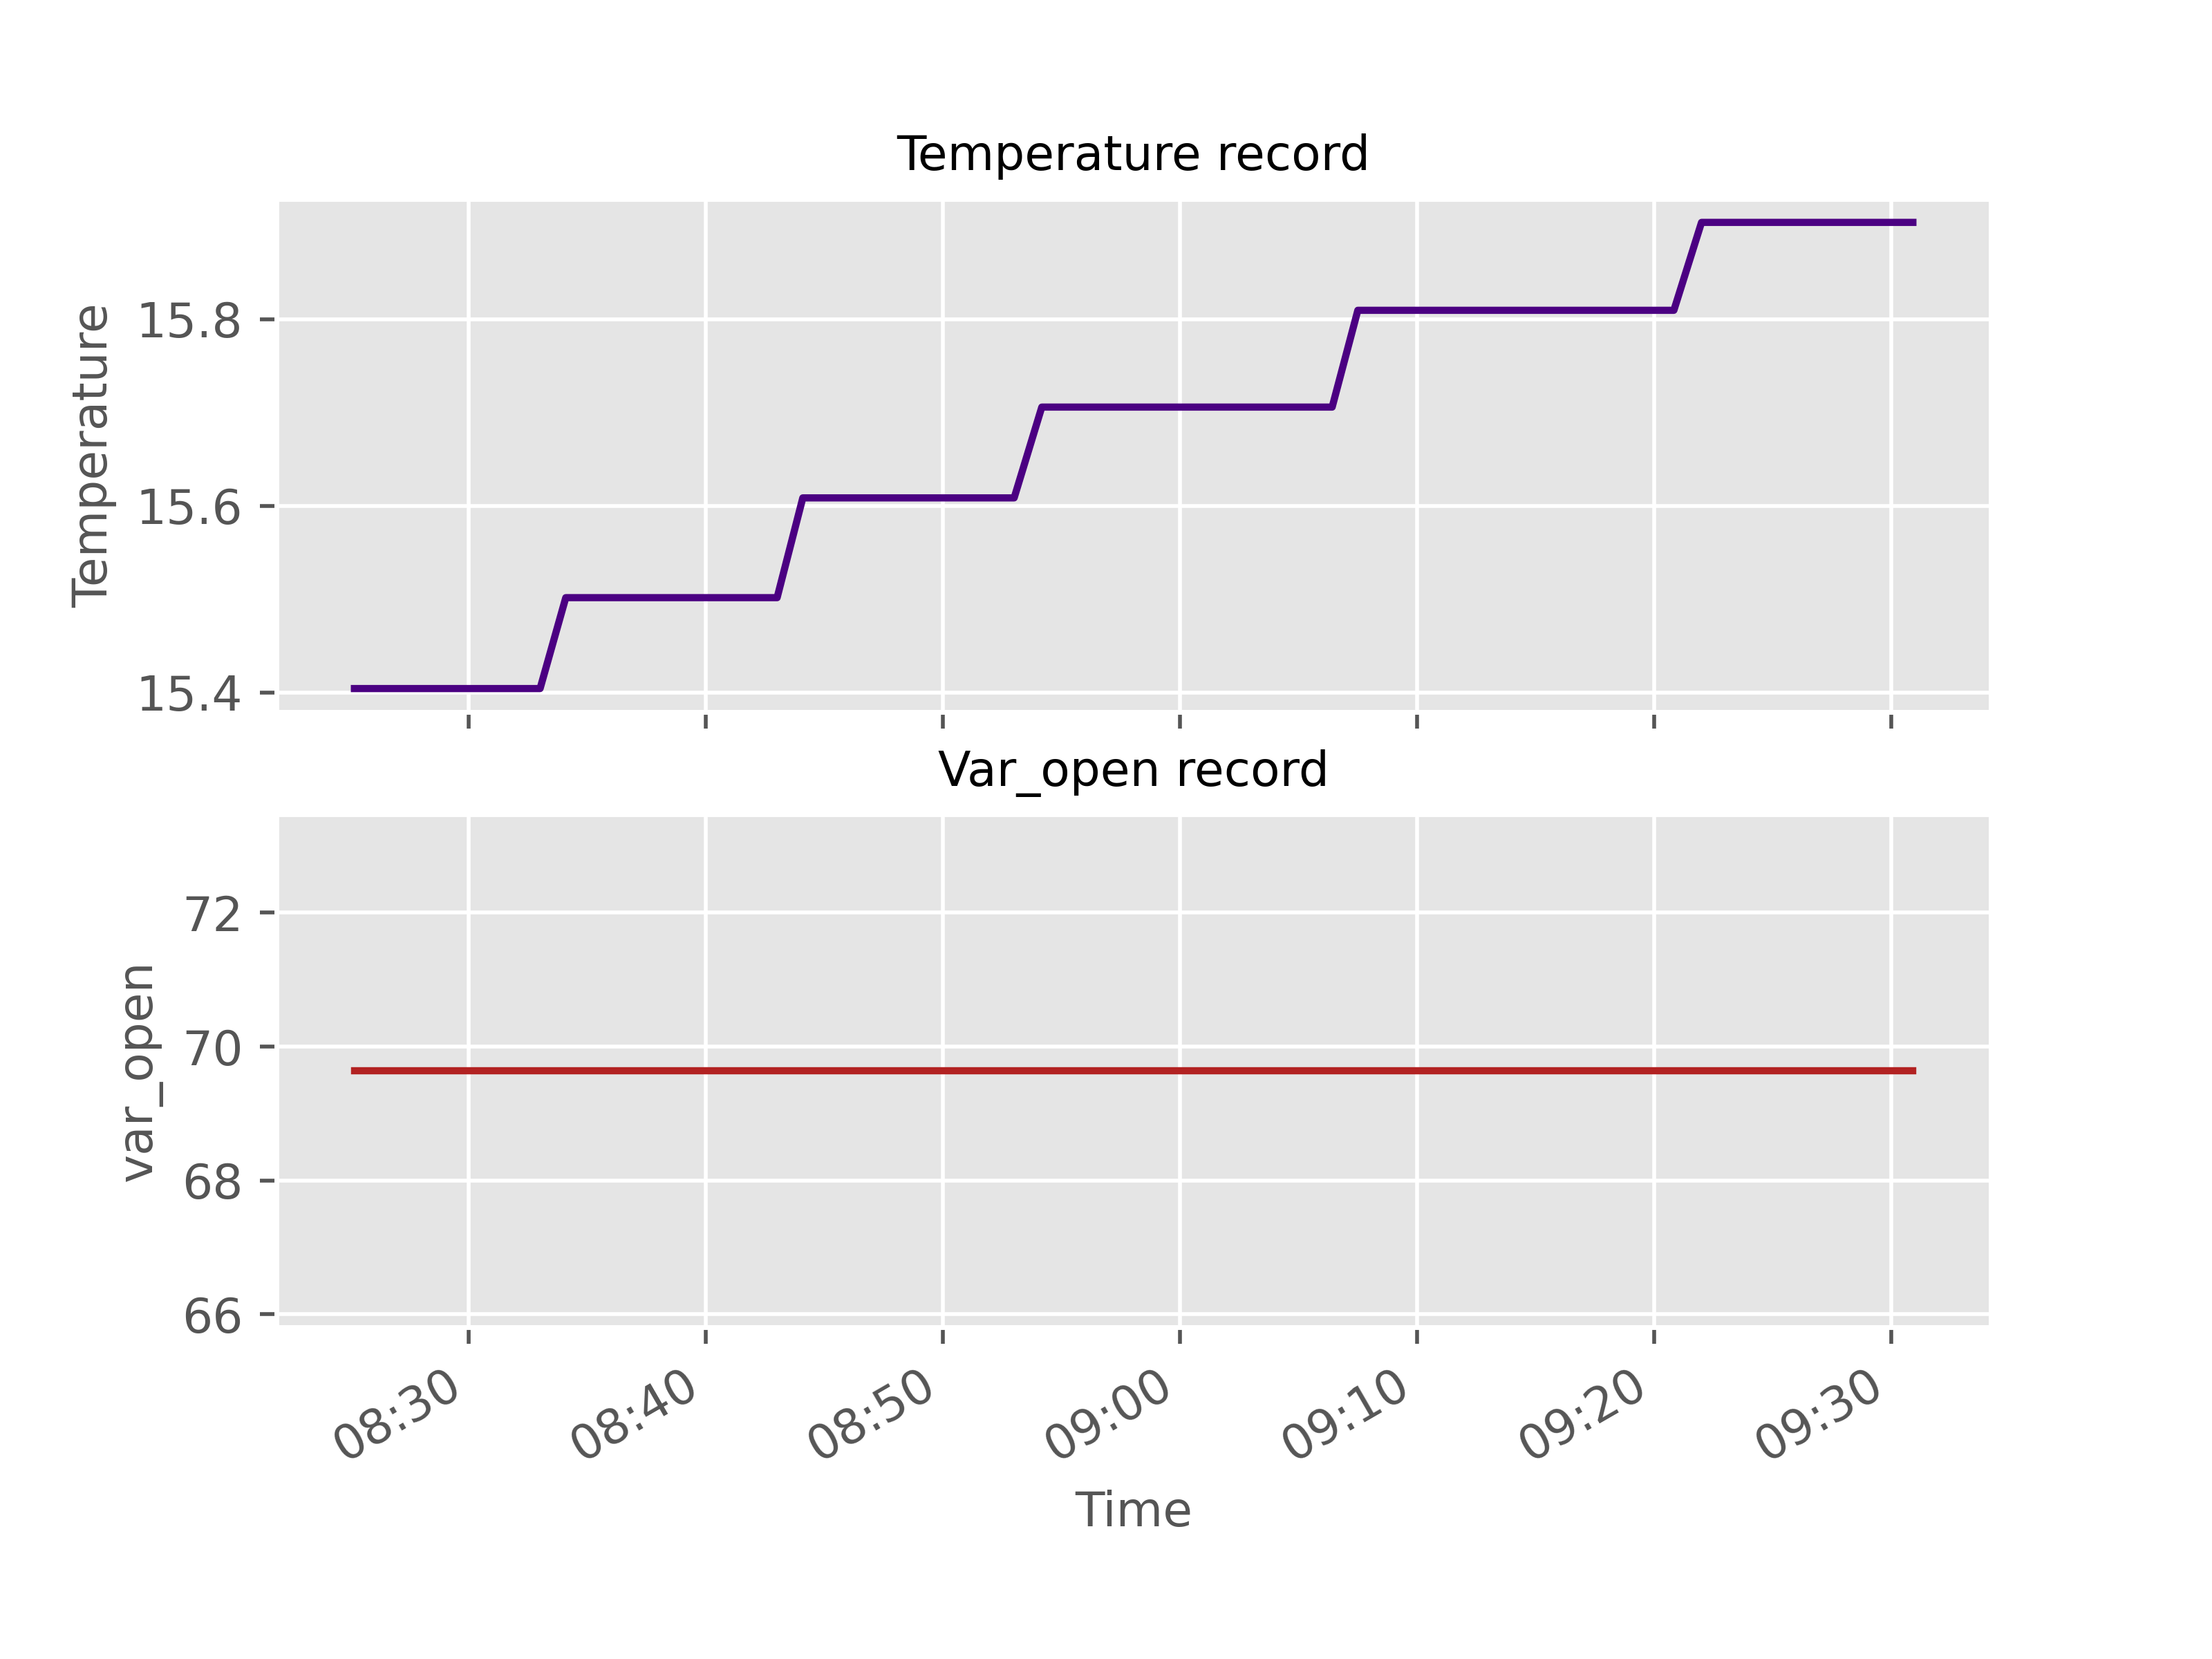 Temperature record
Temperature
15.8
15.6
15.4
Var_open record
var_open
72
70
68
66
08:30
08:40
08:50
09:00
09:10
09:20
09:30
Time